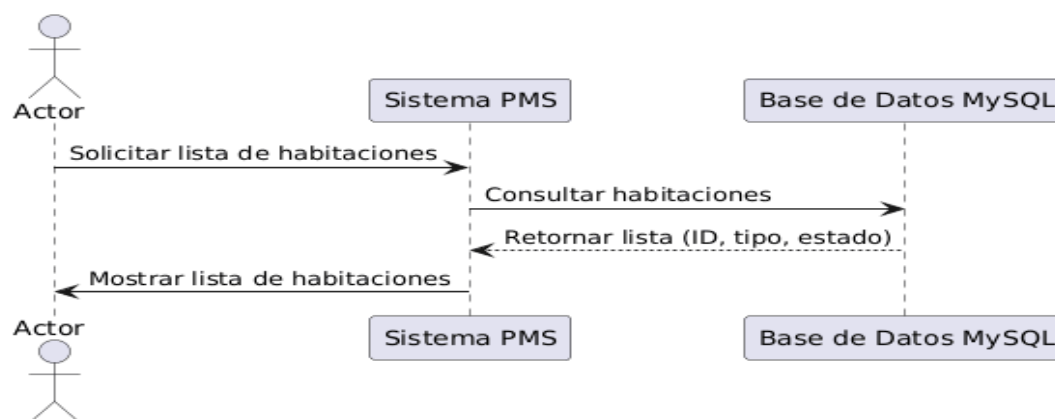 Actor
Sistema PMS
Base de Datos MySQL
Solicitar lista de habitaciones
Consultar habitaciones
Retornar lista (ID, tipo, estado)
Mostrar lista de habitaciones
Actor
Sistema PMS
Base de Datos MySQL